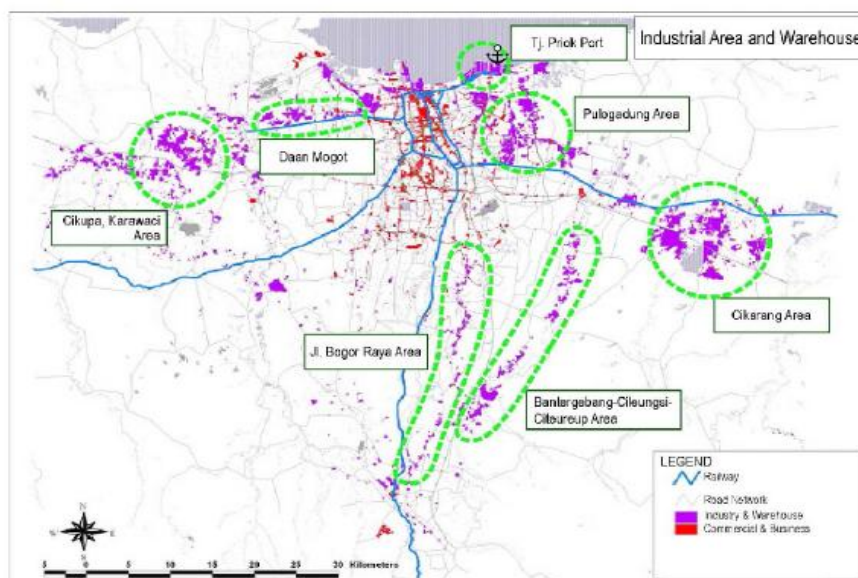 Industrial Area and Warehouse
Tj. Priok Port
Pulogadung Area
Daan Mogot
Cikupa, Karawaci
Area
Cikarang Area
Jl. Bogor Raya Area
Bantargebang-Cileungsi-
Citeureup Area
LEGEND
Railway
Road Network
Industry & Warehouse
Commercial & Business
N
W
E
S
5 0 5 10 15 20 25 30 Kilometers